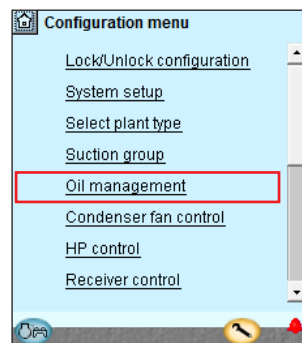 Configuration menu
Lock/Unlock configuration
System setup
Select plant type
Suction group
Oil management
Condenser fan control
HP control
Receiver control